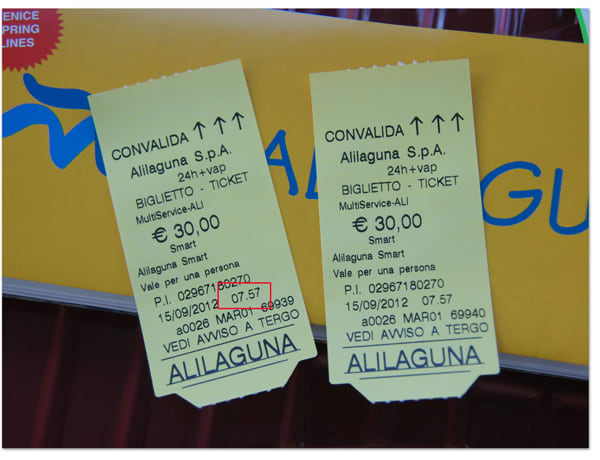 ENICE
PRING
LINES
CONVALIDA ↑ ↑ ↑
Alilaguna S.p.A.
24h+vap
BIGLIETTO - TICKET
MultiService-ALI
€ 30,00
Smart
Alilaguna Smart
Vale per una persona
P.I. 02967180270
15/09/2012 07.57
a0026 MAR01 69939
VEDI AVVISO A TERGO
ALILAGUNA
CONVALIDA ↑ ↑ ↑
Alilaguna S.p.A.
24h+vap
BIGLIETTO - TICKET
MultiService-ALI
€ 30,00
Smart
Alilaguna Smart
Vale per una persona
P.I. 02967180270
15/09/2012 07.57
a0026 MAR01 69940
VEDI AVVISO A TERGO
ALILAGUNA